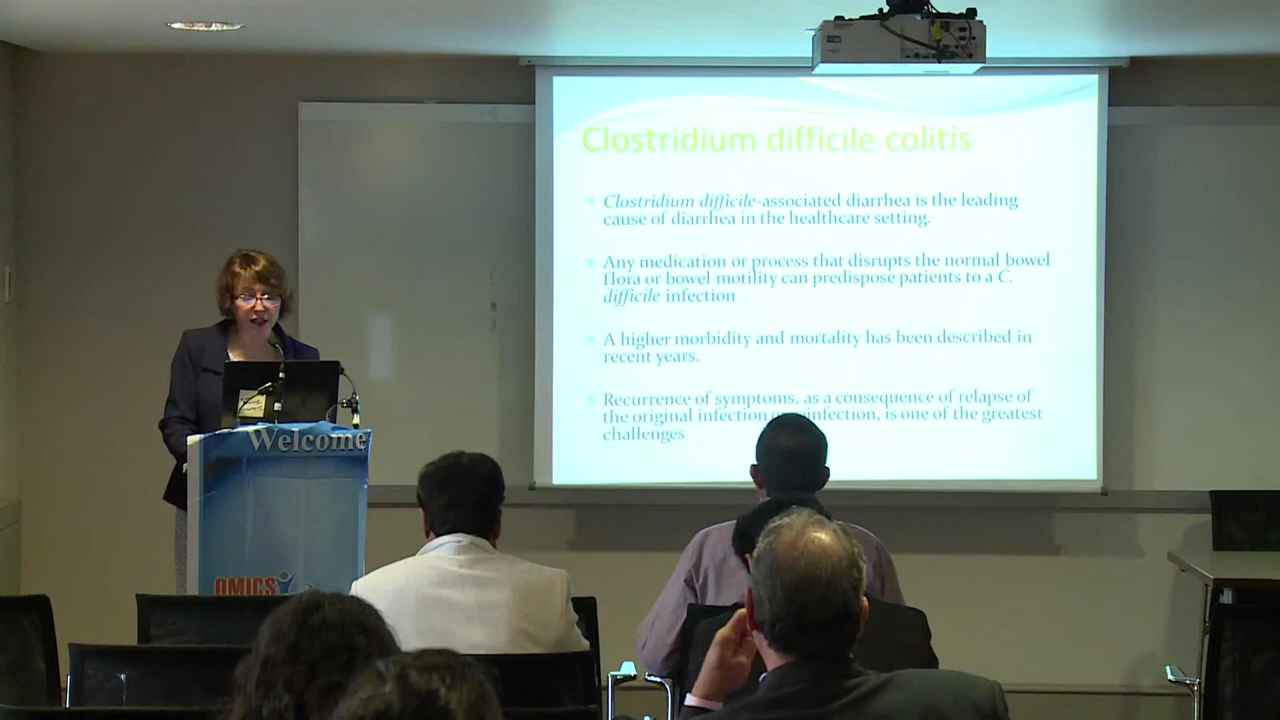 Clostridium difficile colitis
Clostridium difficile-associated diarrhea is the leading
cause of diarrhea in the healthcare setting.
Any medication or process that disrupts the normal bowel
flora or bowel motility can predispose patients to a C.
difficile infection
A higher morbidity and mortality has been described in
recent years.
Recurrence of symptoms, as a consequence of relapse of
the original infection infection, is one of the greatest
challenges
Welcome
OMICS